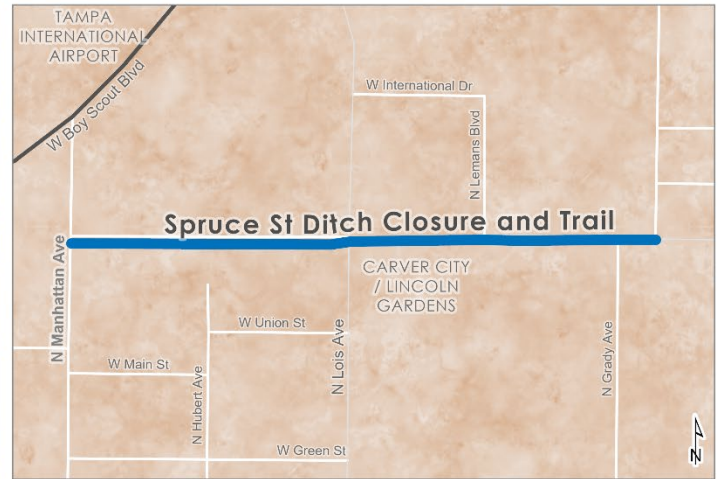 TAMPA
INTERNATIONAL
AIRPORT
W Boy Scout Blvd
W International Dr
N Lemans Blvd
Spruce St Ditch Closure and Trail
N Manhattan Ave
CARVER CITY
/ LINCOLN
GARDENS
W Union St
N Lois Ave
W Main St
N Hubert Ave
N Grady Ave
W Green St
N